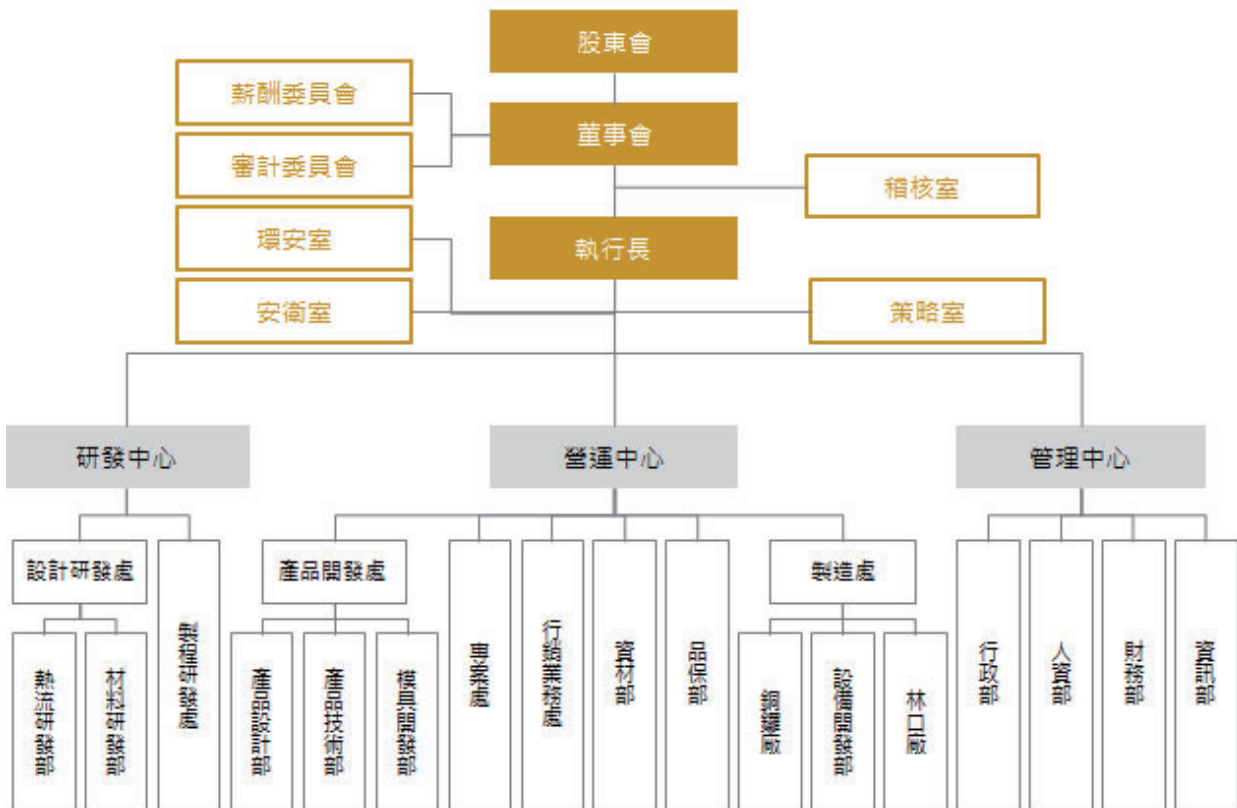 股東會
薪酬委員會
董事會
審計委員會
稽核室
環安室
執行長
安衛室
策略室
研發中心
營運中心
管理中心
設計研發處
製程研發處
產品開發處
專案處
行銷業務處
資材部
品保部
製造處
行政部
人資部
財務部
資訊部
熱流研發部
材料研發部
產品設計部
產品技術部
模具開發部
銅鑼廠
設備開發部
林口廠